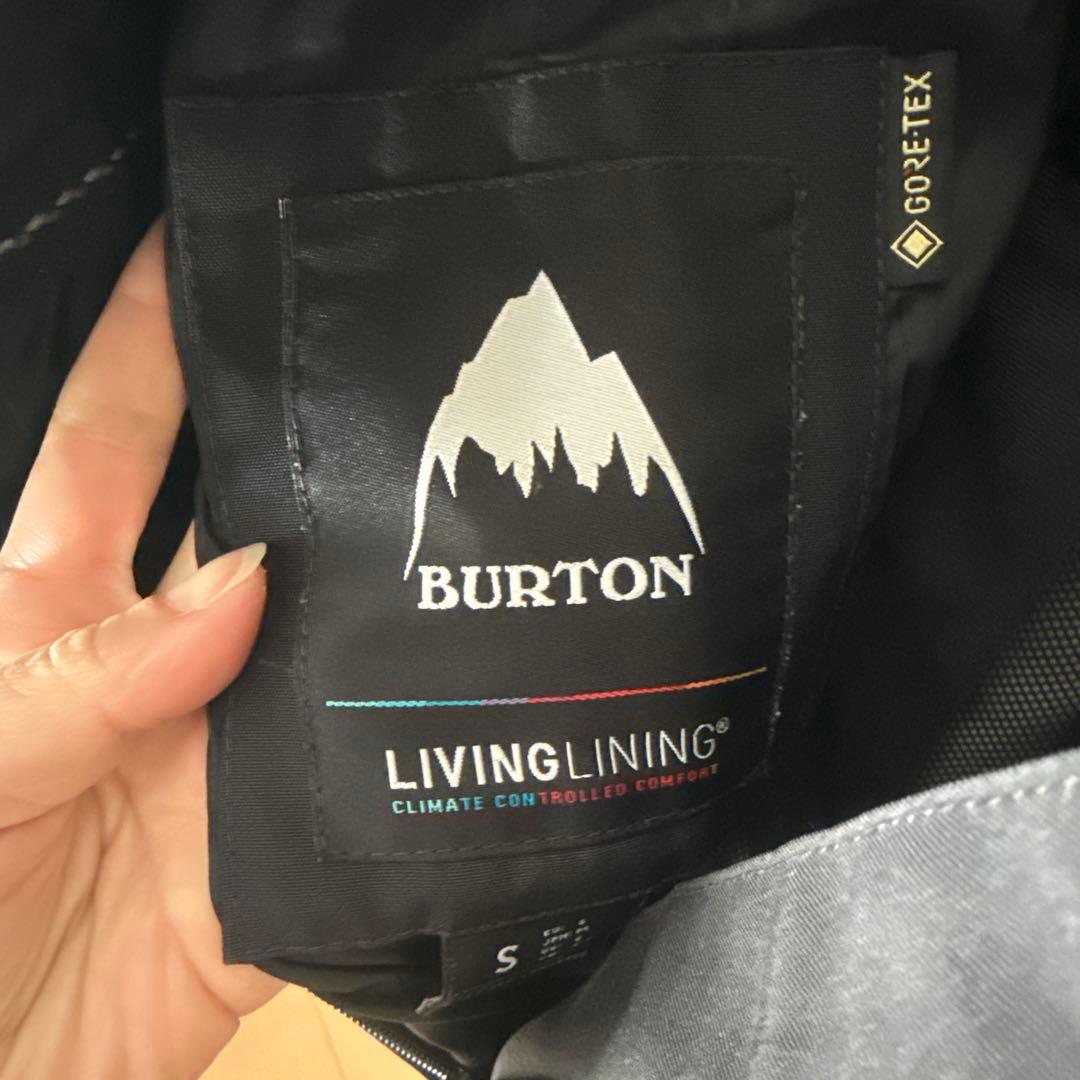 GORE-TEX
BURTON
LIVINGLINING®
CLIMATE CONTROLLED COMFORT
S